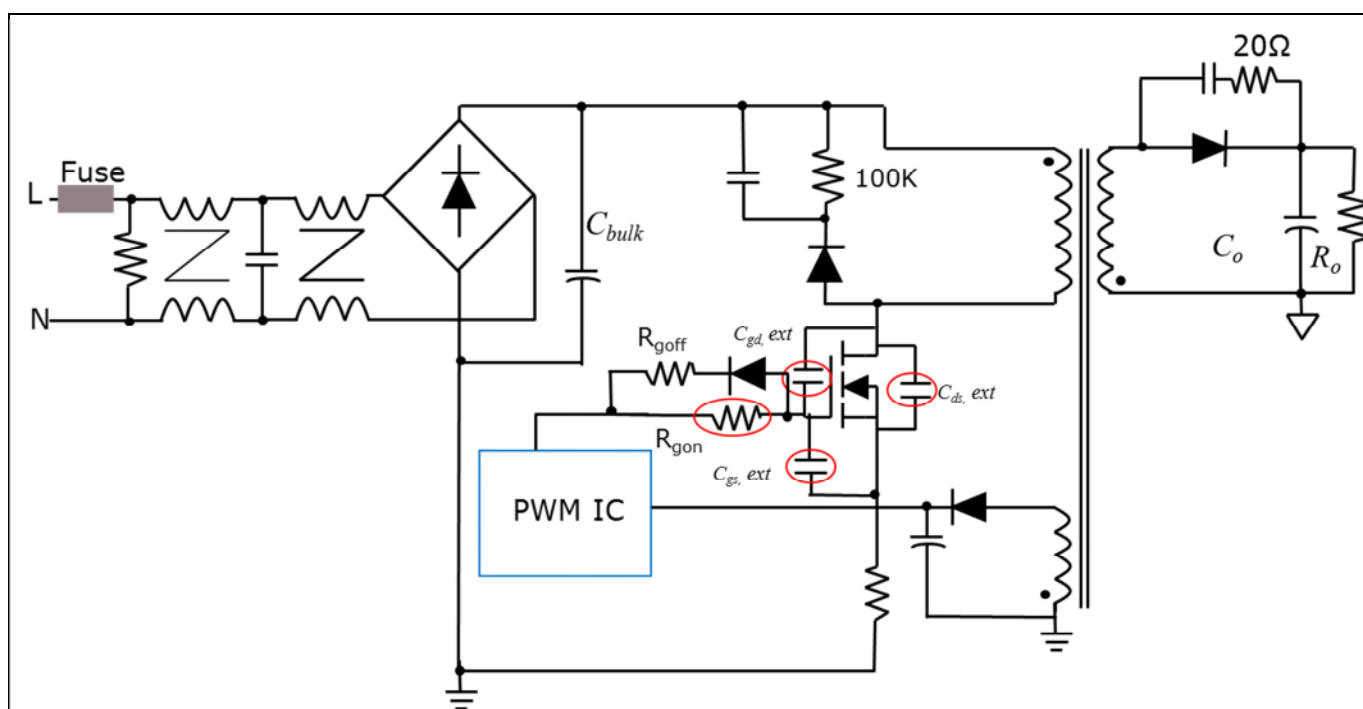 20Ω
Fuse
L
100K
C_bulk
C_o
R_o
N
C_gd, ext
R_goff
C_ds, ext
R_gon
C_gs, ext
PWM IC